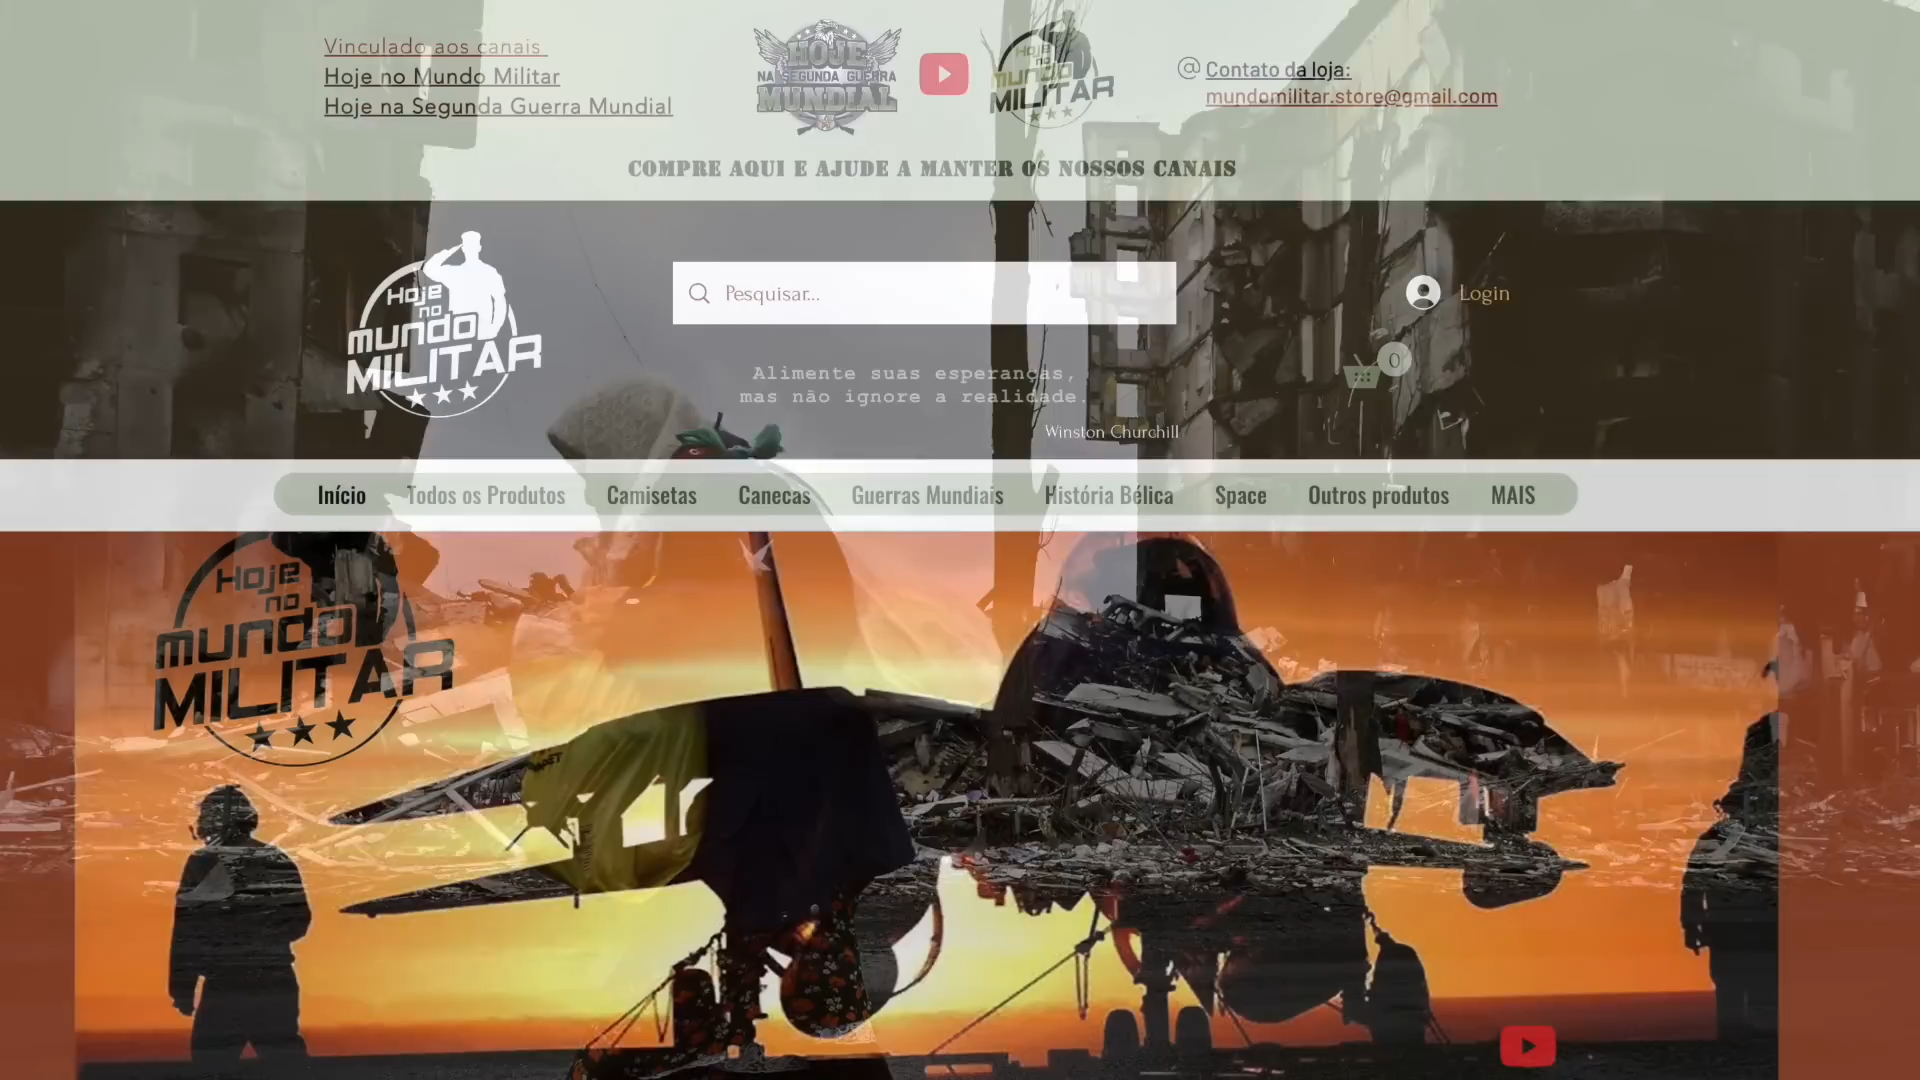 Vinculado aos canais
Hoje no Mundo Militar
Hoje na Segunda Guerra Mundial
HOJE
NA SEGUNDA GUERRA
MUNDIAL
Hoje
no
mundo
MILITAR
@ Contato da loja:
mundomilitar.store@gmail.com
COMPRE AQUI E AJUDE A MANTER OS NOSSOS CANAIS
Hoje
no
mundo
MILITAR
Pesquisar...
Login
0
Alimente suas esperanças,
mas não ignore a realidade.
Winston Churchill
Início Todos os Produtos Camisetas Canecas Guerras Mundiais História Bélica Space Outros produtos MAIS
Hoje
no
mundo
MILITAR